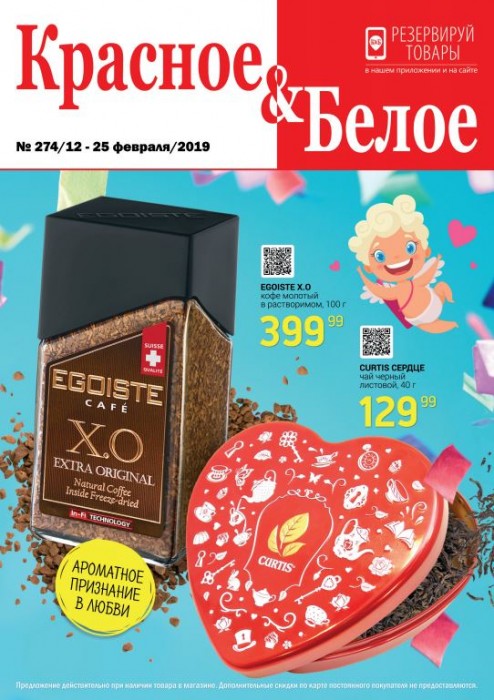 Красное
&
Белое
РЕЗЕРВИРУЙ
ТОВАРЫ
в нашем приложении и на сайте
№ 274/12 - 25 февраля/2019
EGOISTE X.O
кофе молотый
в растворимом, 100 г
399 99
CURTIS СЕРДЦЕ
чай черный
листовой, 40 г
129 99
SUISSE
QUALITÉ
EGOISTE
CAFÉ
X.O
EXTRA ORIGINAL
Natural Coffee
Inside Freeze-dried
In-Fi TECHNOLOGY
CURTIS
АРОМАТНОЕ
ПРИЗНАНИЕ
В ЛЮБВИ
Предложение действительно при наличии товара в магазине. Дополнительные скидки по карте постоянного покупателя не предоставляются.